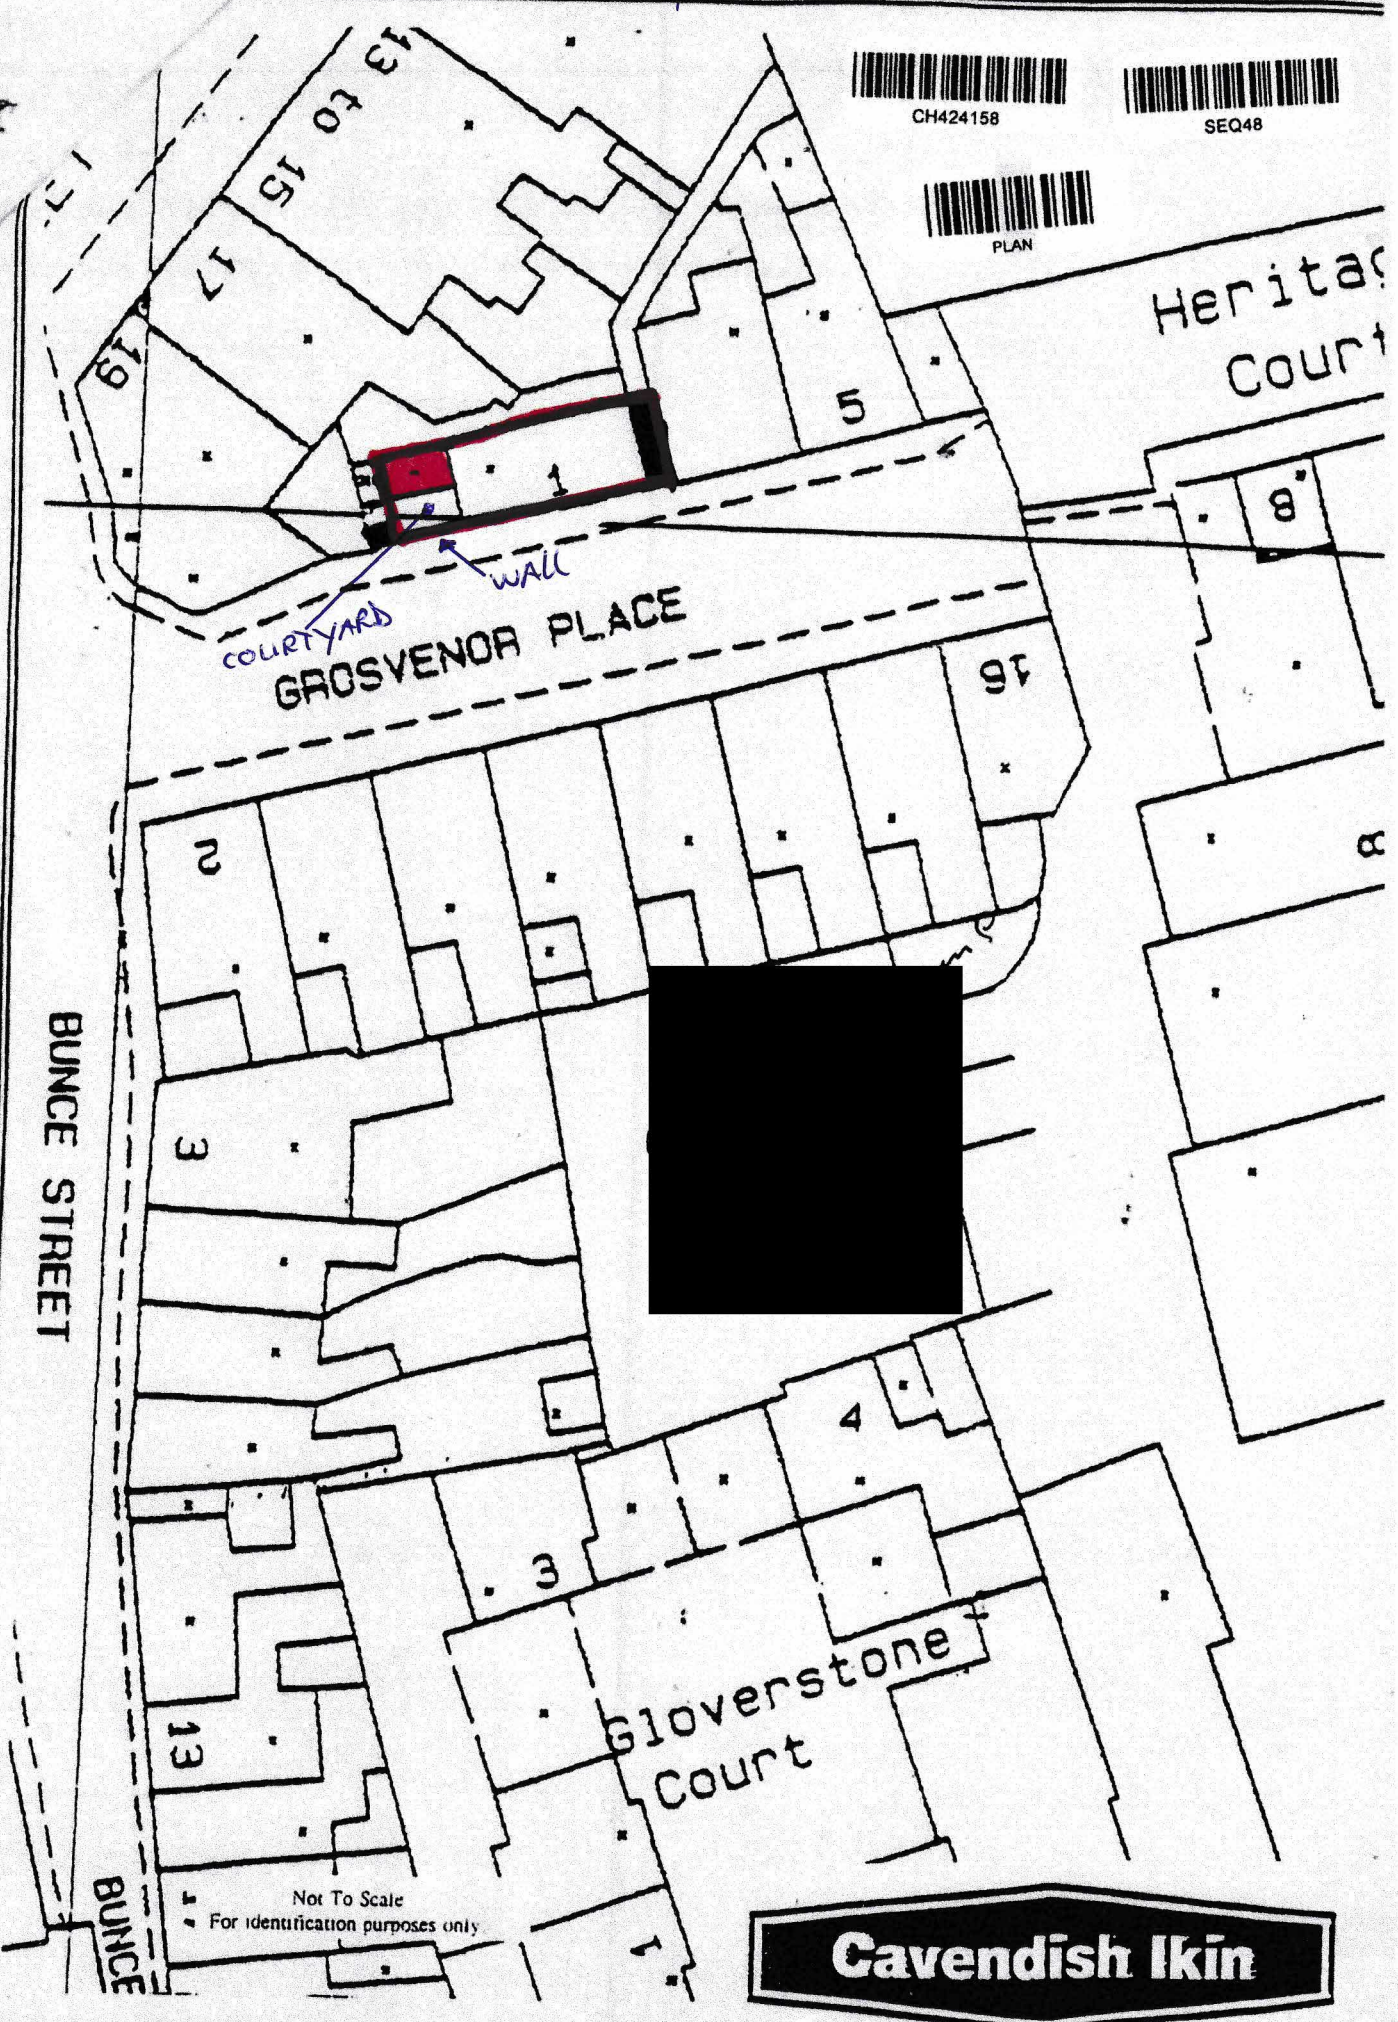 CH424158
SEQ48
PLAN
13 to 15
17
19
Heritag
Court
5
1
8
COURTYARD
WALL
GROSVENOR PLACE
16
2
BUNCE STREET
3
4
3
Gloverstone
Court
13
Not To Scale
For identification purposes only
BUNCE
1
Cavendish Ikin